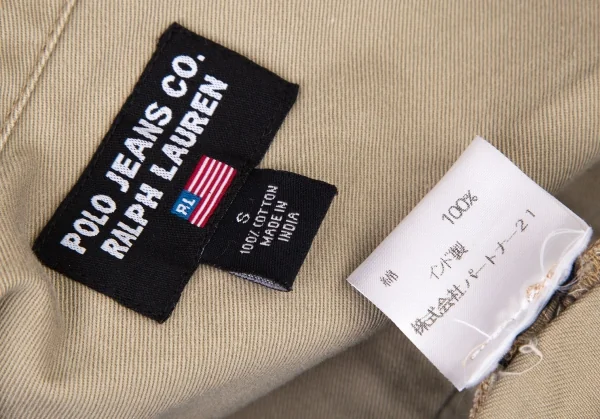 POLO JEANS CO.
RALPH LAUREN
RL
S
100% COTTON
MADE IN
INDIA
綿 100%
インド製
株式会社パートナー21